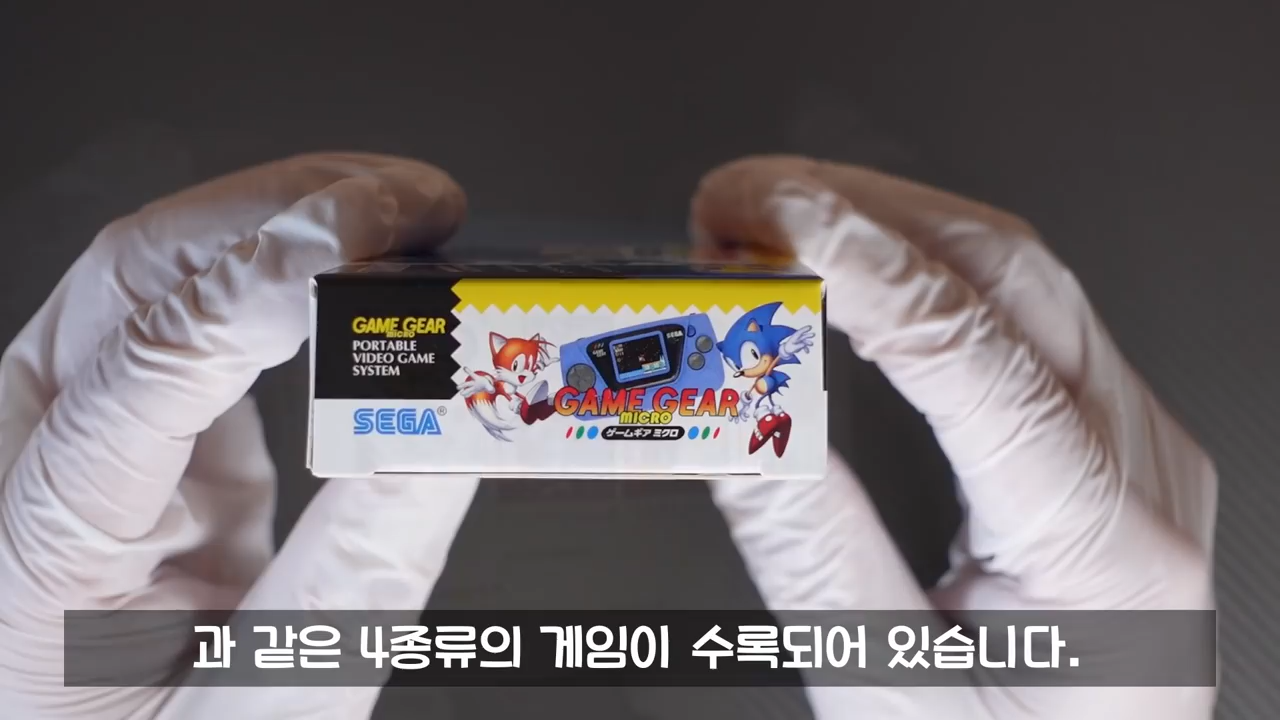 GAME GEAR
MICRO
PORTABLE
VIDEO GAME
SYSTEM
SEGA®
SEGA
GAME GEAR
MICRO
ゲームギア ミクロ
과 같은 4종류의 게임이 수록되어 있습니다.